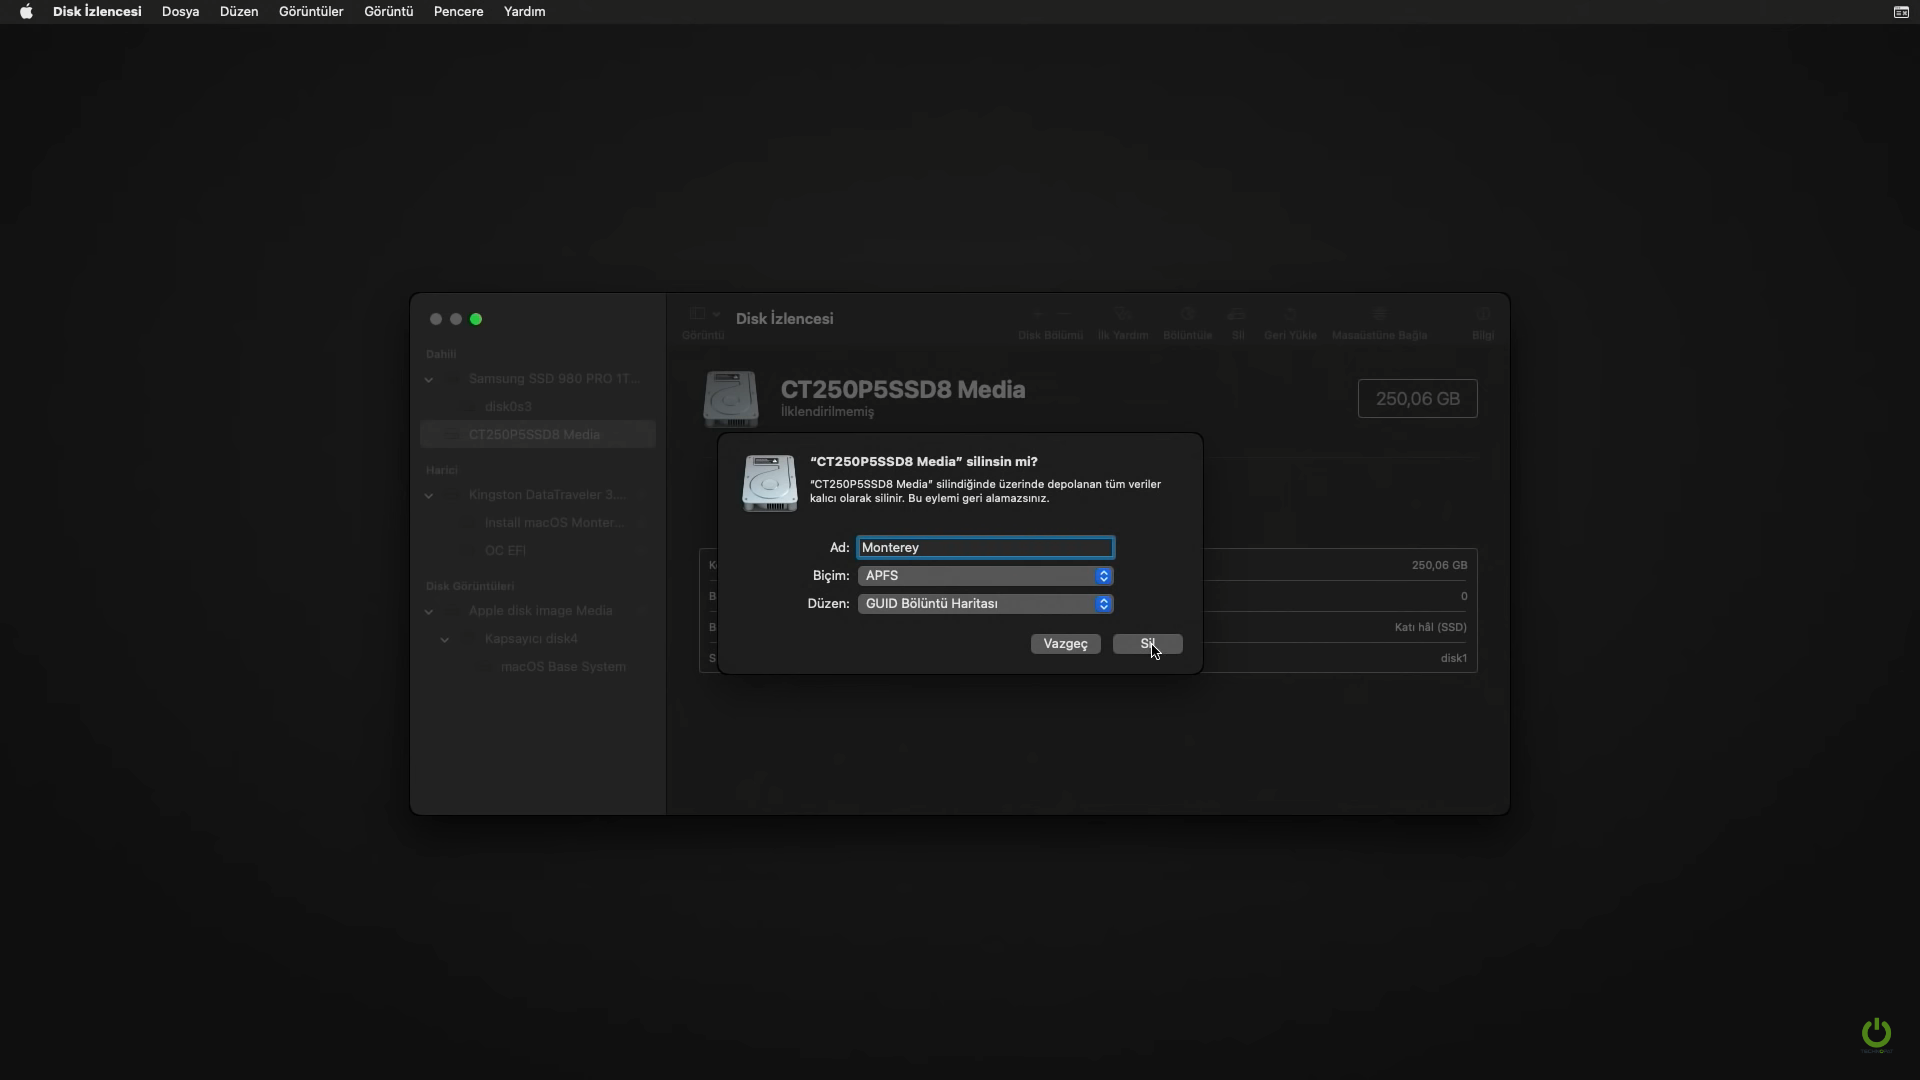 Disk İzlencesi Dosya Düzen Görüntüler Görüntü Pencere Yardım
Disk İzlencesi
Görüntü
Disk Bölümü İlk Yardım Bölüntüle Sil Geri Yükle Masaüstüne Bağla Bilgi
Dahili
Samsung SSD 980 PRO 1T...
disk0s3
CT250P5SSD8 Media
Harici
Kingston DataTraveler 3....
Install macOS Monter...
OC EFI
Disk Görüntüleri
Apple disk image Media
Kapsayıcı disk4
macOS Base System
CT250P5SSD8 Media
İlklendirilmemiş
250,06 GB
“CT250P5SSD8 Media” silinsin mi?
“CT250P5SSD8 Media” silindiğinde üzerinde depolanan tüm veriler
kalıcı olarak silinir. Bu eylemi geri alamazsınız.
Ad: Monterey
Biçim: APFS
Düzen: GUID Bölüntü Haritası
Vazgeç Sil
250,06 GB
0
Katı hâl (SSD)
disk1